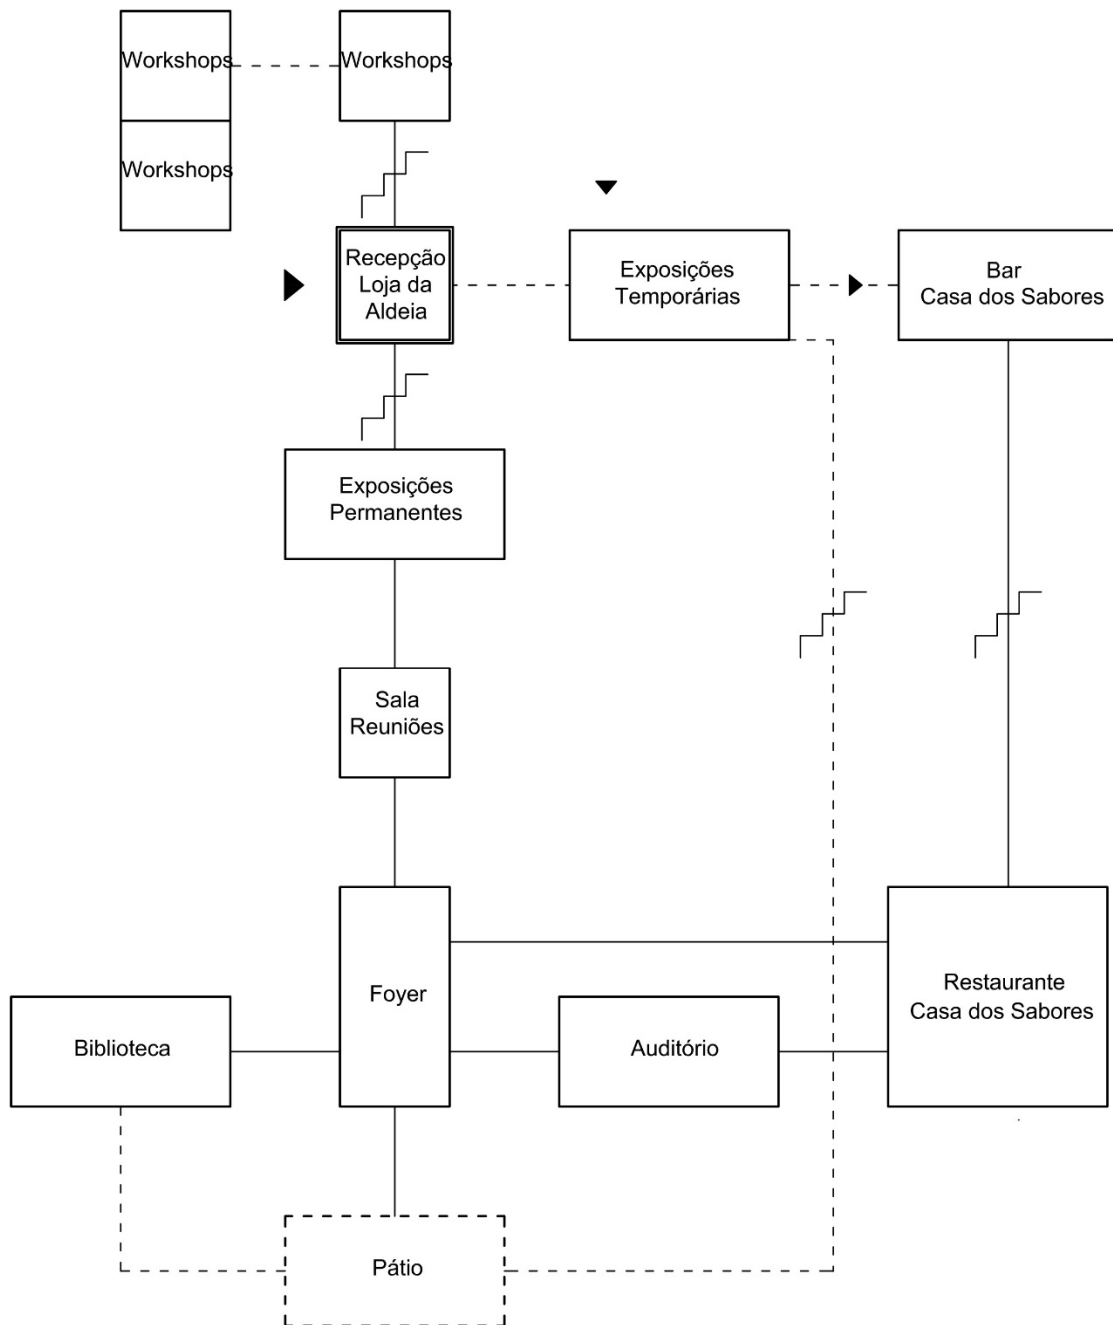 Workshops
Workshops
Workshops
Recepção
Loja da
Aldeia
Exposições
Temporárias
Bar
Casa dos Sabores
Exposições
Permanentes
Sala
Reuniões
Foyer
Restaurante
Casa dos Sabores
Biblioteca
Auditório
Pátio